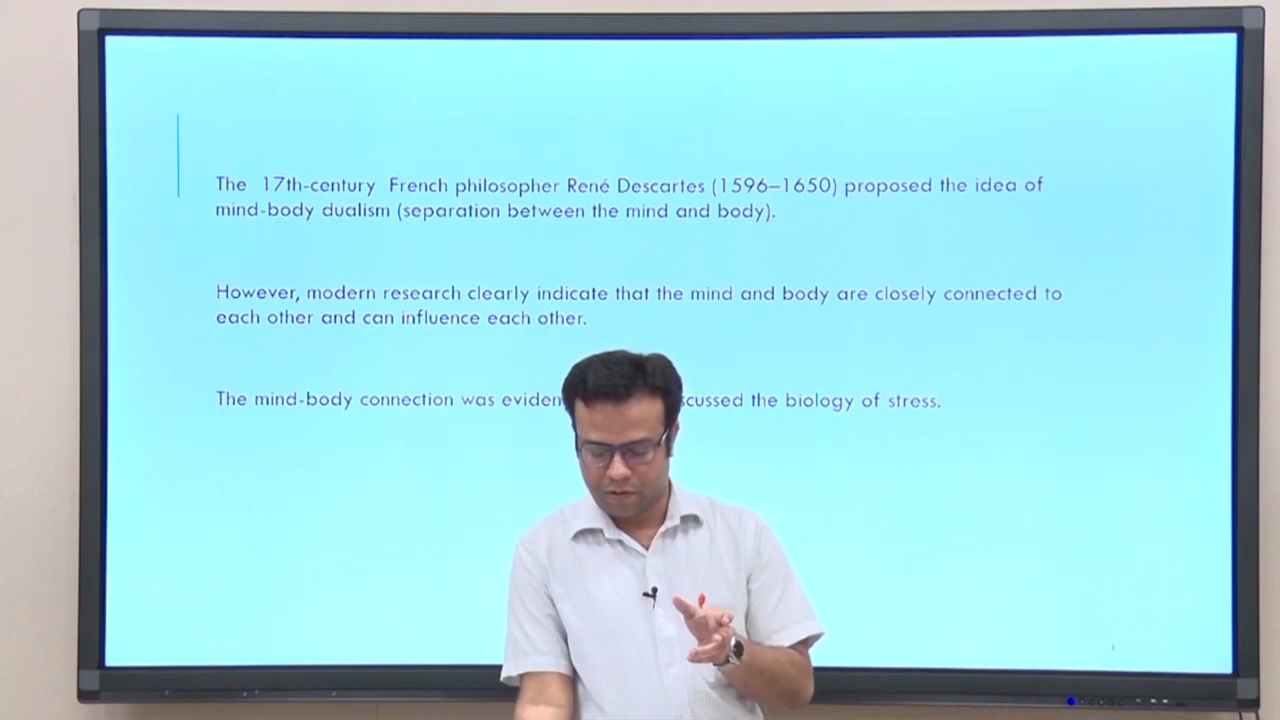 The 17th-century French philosopher René Descartes (1596–1650) proposed the idea of
mind-body dualism (separation between the mind and body).
However, modern research clearly indicate that the mind and body are closely connected to
each other and can influence each other.
The mind-body connection was the biology of stress.